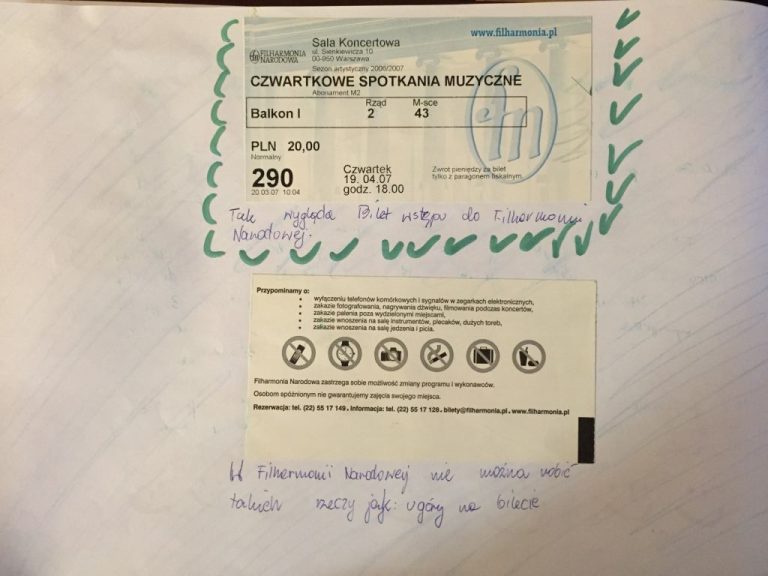 www.filharmonia.pl
FILHARMONIA
NARODOWA
Sala Koncertowa
ul. Sienkiewicza 10
00-950 Warszawa
Sezon artystyczny 2006/2007
CZWARTKOWE SPOTKANIA MUZYCZNE
Abonament M2
Rząd M-sce
Balkon I 2 43
PLN 20,00
Normalny
290
20.03.07 10:04
Czwartek
19.04.07
godz. 18.00
Zwrot pieniędzy za bilet
tylko z paragonem fiskalnym.
Tak wygląda Bilet wstępu do Filharmonii
Narodowej.
Przypominamy o:
• wyłączeniu telefonów komórkowych i sygnałów w zegarkach elektronicznych,
• zakazie fotografowania, nagrywania dźwięku, filmowania podczas koncertów,
• zakazie palenia poza wydzielonymi miejscami,
• zakazie wnoszenia na salę instrumentów, plecaków, dużych toreb,
• zakazie wnoszenia na salę jedzenia i picia.
Filharmonia Narodowa zastrzega sobie możliwość zmiany programu i wykonawców.
Osobom spóźnionym nie gwarantujemy zajęcia swojego miejsca.
Rezerwacja: tel. (22) 55 17 149. Informacja: tel. (22) 55 17 128. bilety@filharmonia.pl. www.filharmonia.pl
W Filharmonii Narodowej nie można robić
takich rzeczy jak: u góry na bilecie